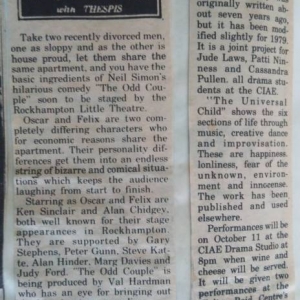 with THESPIS
Take two recently divorced men,
one as sloppy and as the other is
house proud, let them share the
same apartment, and you have the
basic ingredients of Neil Simon's
hilarious comedy "The Odd Cou-
ple" soon to be staged by the
Rockhampton Little Theatre.
Oscar and Felix are two com-
pletely differing characters who
for economic reasons share the
apartment. Their personality dif-
ferences get them into an endless
string of bizarre and comical situa-
tions which keeps the audience
laughing from start to finish.
Starring as Oscar and Felix are
Ken Sinclair and Alan Chidgey,
both well known for their stage
appearances in Rockhampton.
They are supported by Gary
Stephens, Peter Gunn, Steve Kut-
tle, Alan Hinder, Marg Davies and
Judy Ford. "The Odd Couple" is
being produced by Val Hardman
who has an eye for bringing out
originally written ab-
out seven years ago,
but it has been mod-
ified slightly for 1979.
It is a joint project for
Jude Laws, Patti Nin-
ness and Cassandra
Pullen, all drama stu-
dents at the CIAE.
"The Universal
Child" shows the six
sections of life through
music, creative dance
and improvisation.
These are happiness,
lonliness, fear of the
unknown, environ-
ment and innocense.
The work has been
published and used
elsewhere.
Performances will be
on October 11 at the
CIAE Drama Studio at
8pm when wine and
cheese will be served.
It will be given two
performances at the
Centre